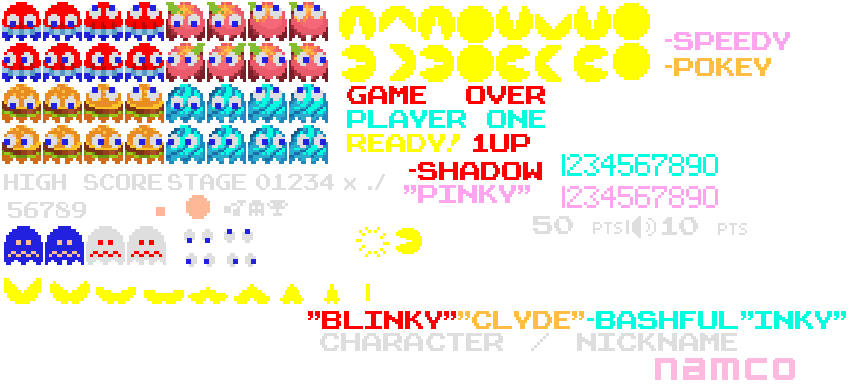 -SPEEDY
-POKEY
GAME OVER
PLAYER ONE
READY! 1UP
-SHADOW
"PINKY"
1234567890
1234567890
HIGH SCORE STAGE 01234 x ./
56789
50 PTS 10 PTS
"BLINKY" "CLYDE" -BASHFUL "INKY"
CHARACTER / NICKNAME
namco